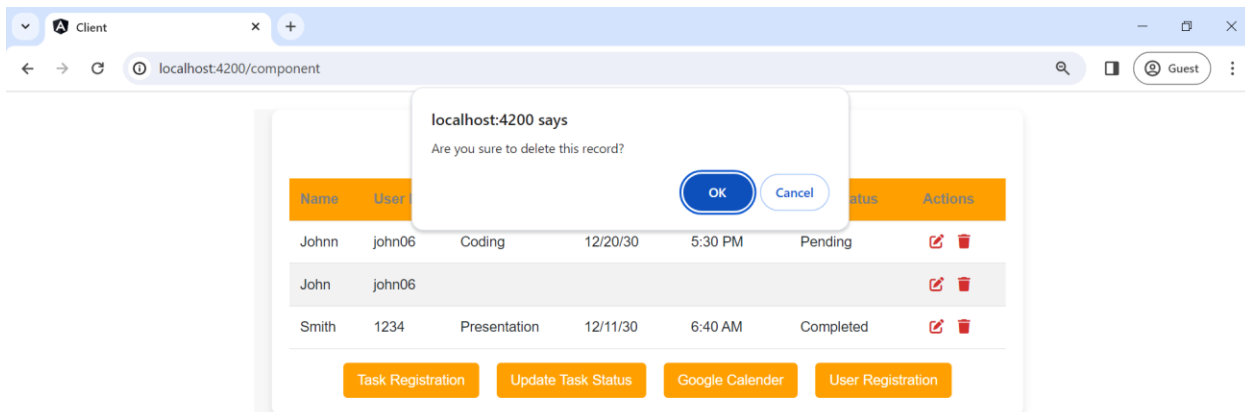 Client
localhost:4200/component
Guest
localhost:4200 says
Are you sure to delete this record?
OK Cancel
Name User atus Actions
Johnn john06 Coding 12/20/30 5:30 PM Pending
John john06
Smith 1234 Presentation 12/11/30 6:40 AM Completed
Task Registration Update Task Status Google Calender User Registration